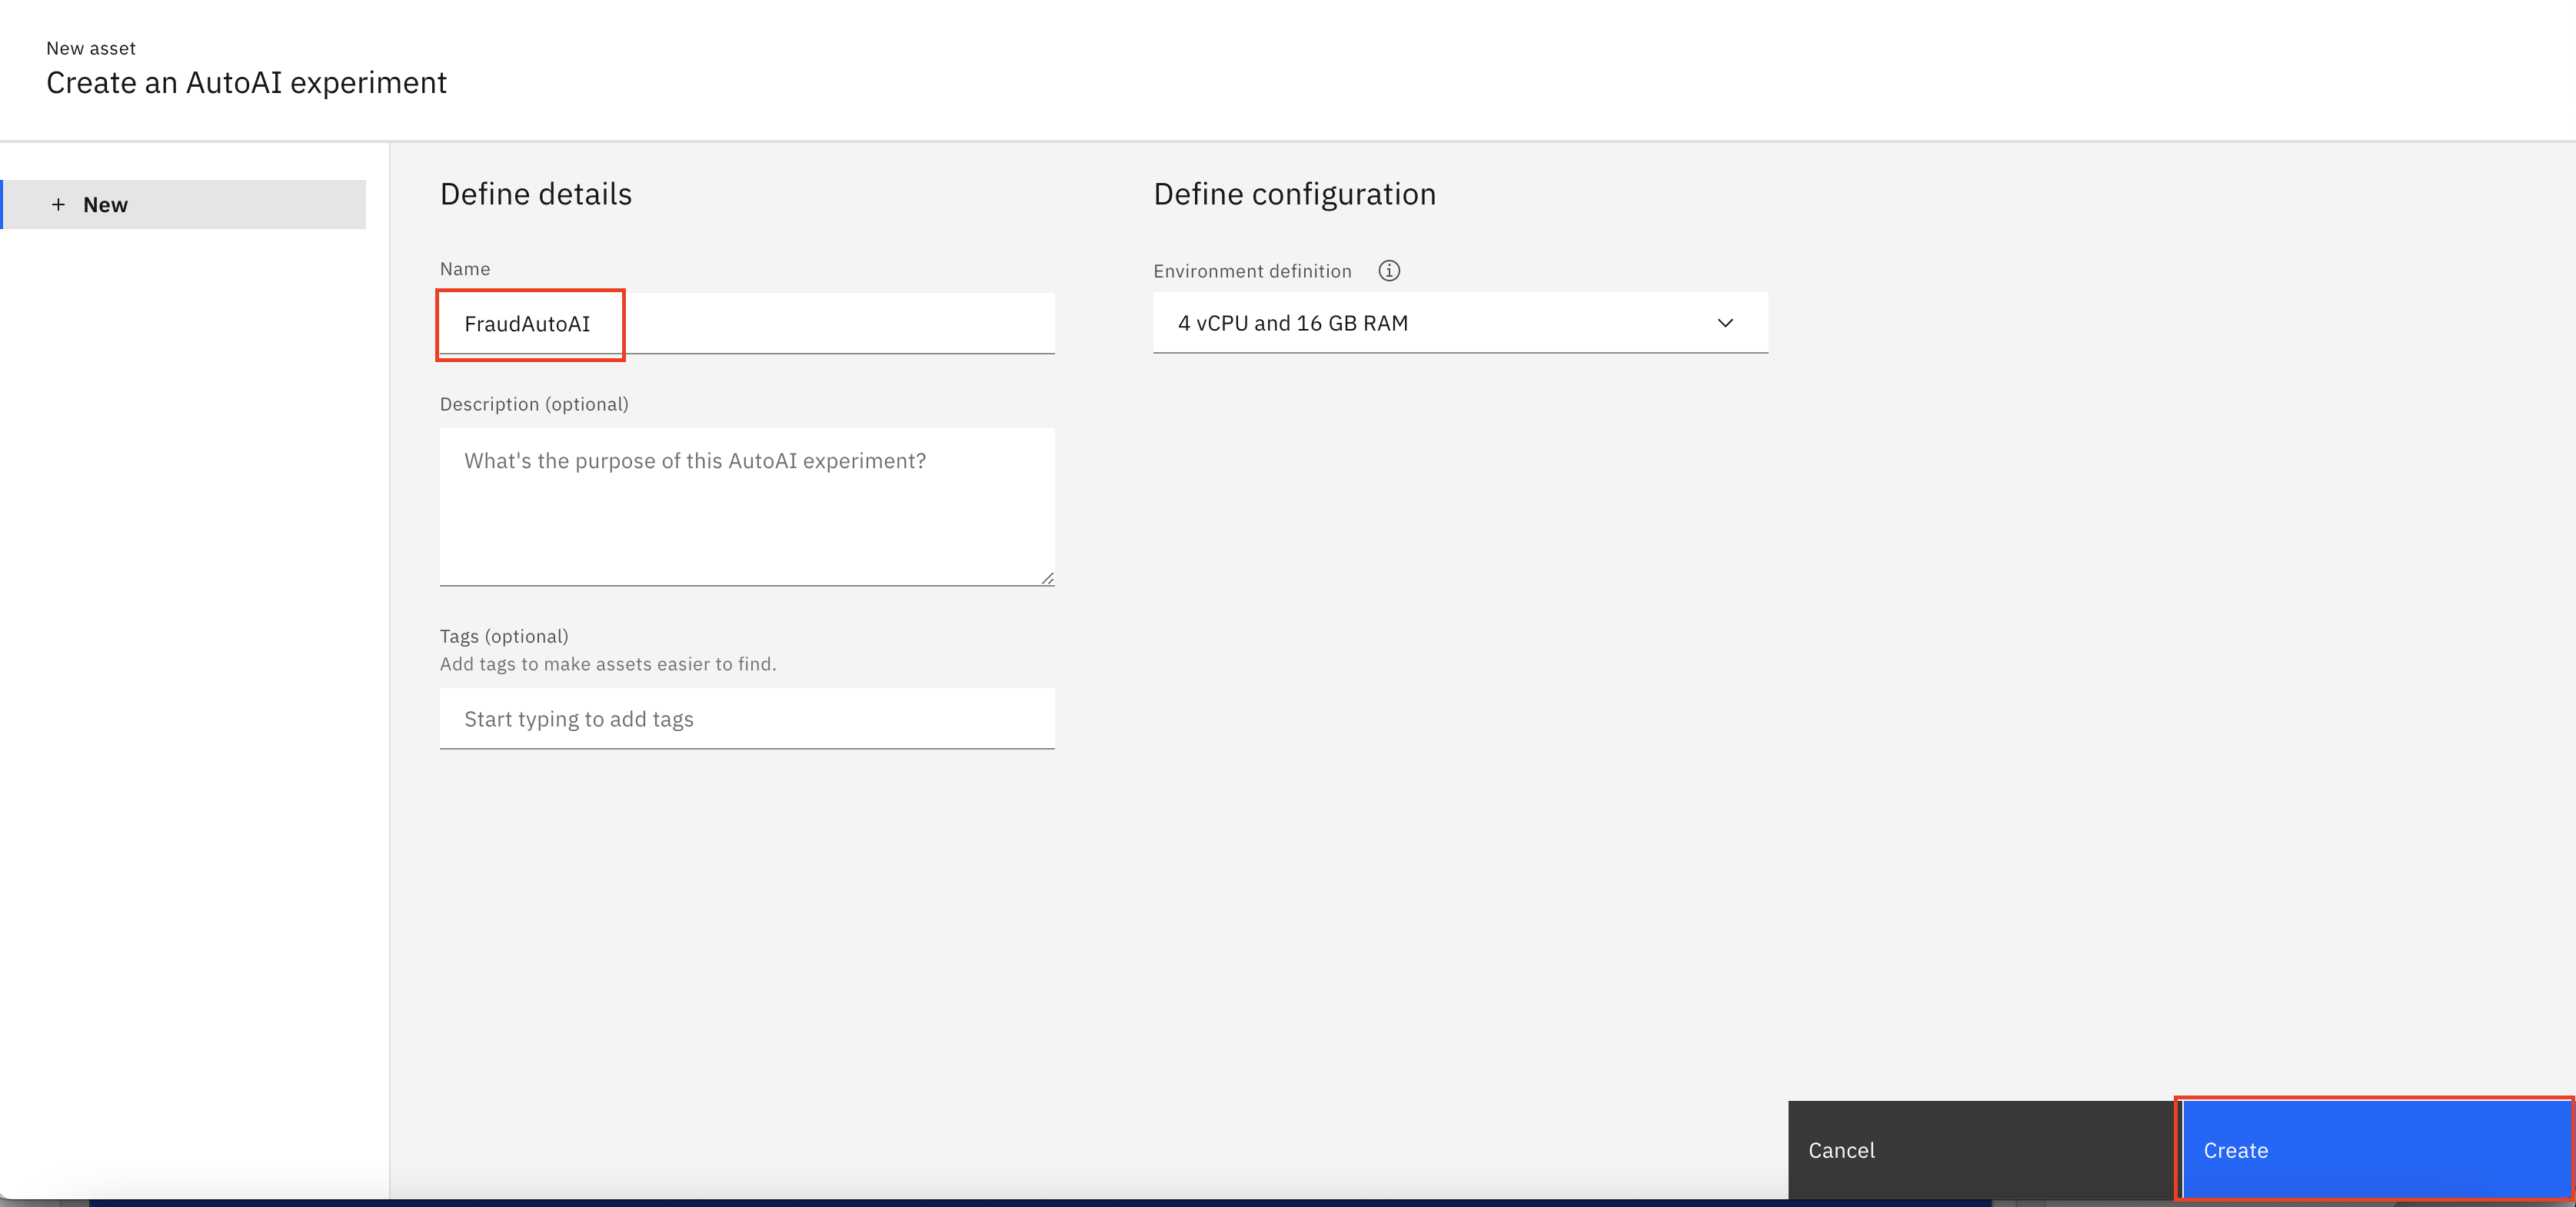 New asset
Create an AutoAI experiment
+ New
Define details
Name
FraudAutoAI
Description (optional)
What's the purpose of this AutoAI experiment?
Tags (optional)
Add tags to make assets easier to find.
Start typing to add tags
Define configuration
Environment definition
4 vCPU and 16 GB RAM
Cancel
Create